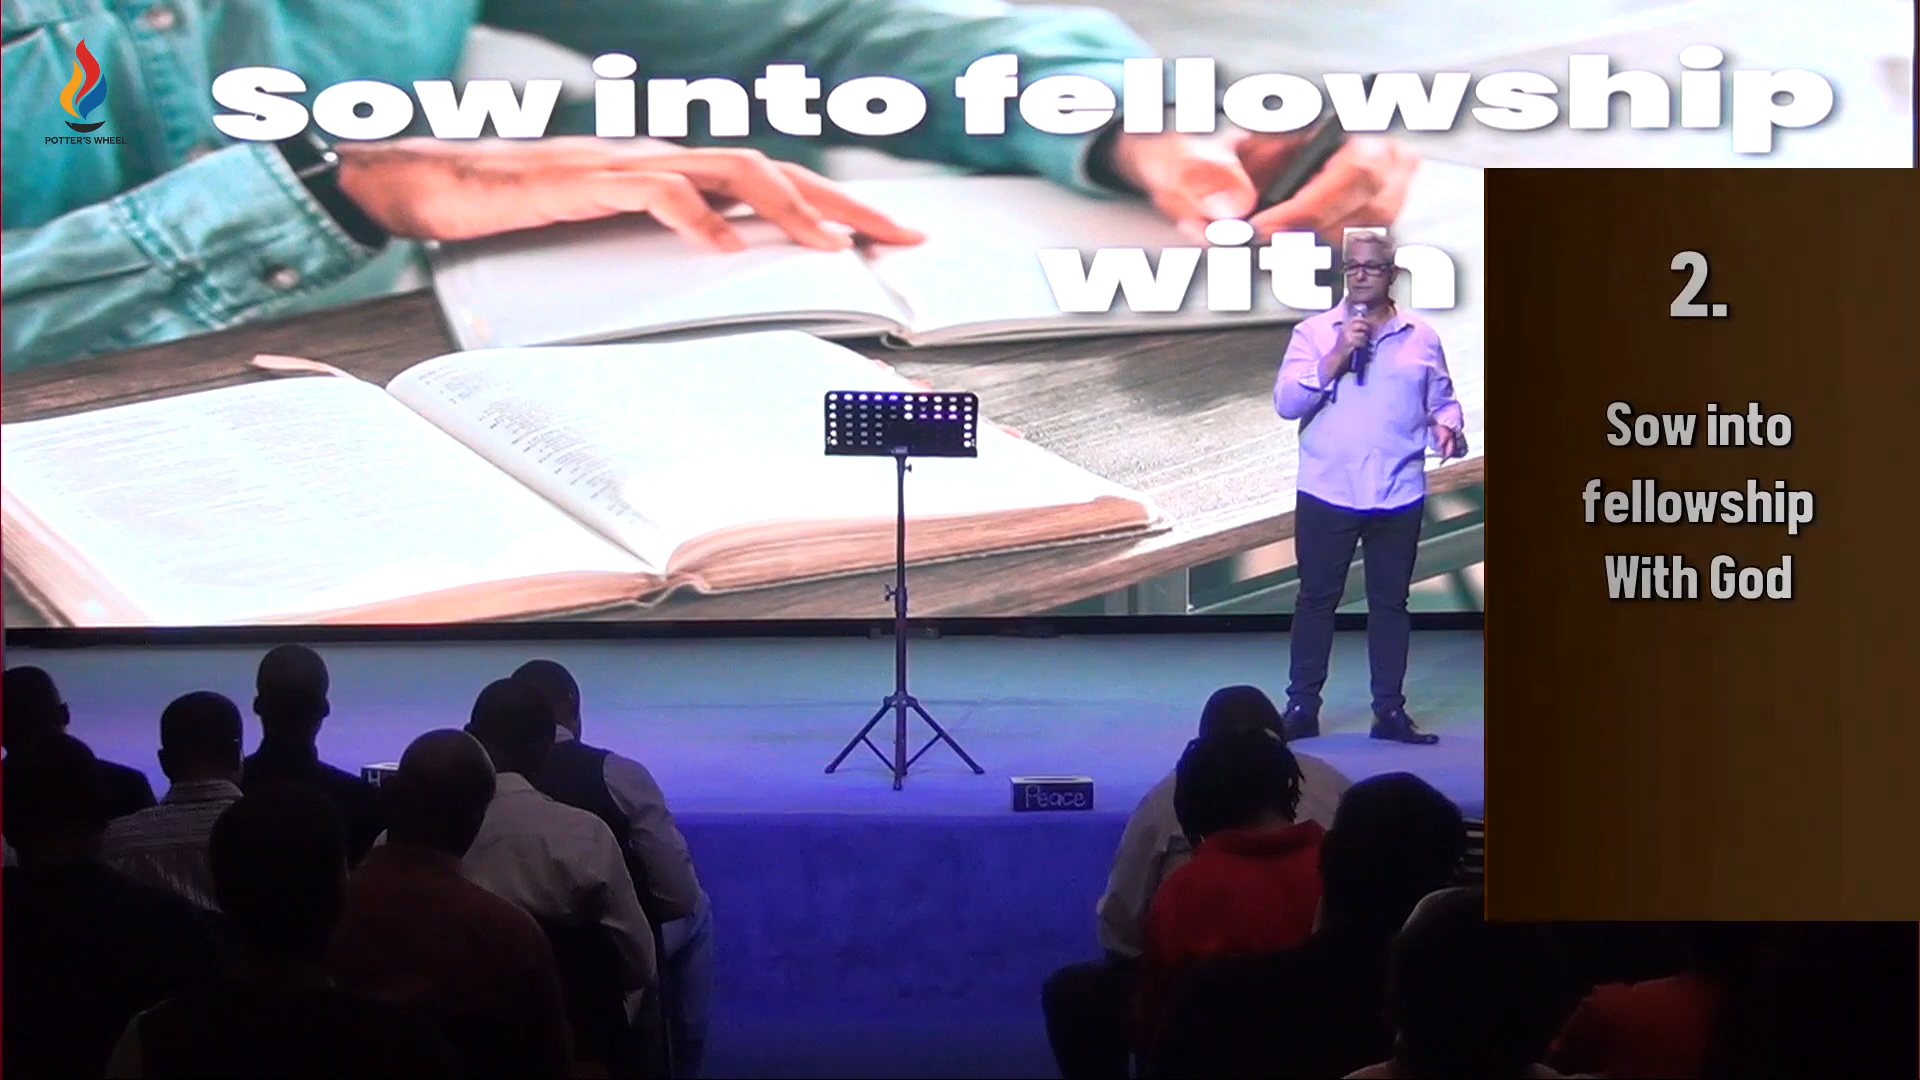 POTTER'S WHEEL
Sow into fellowship
with
2.
Sow into
fellowship
With God
Peace